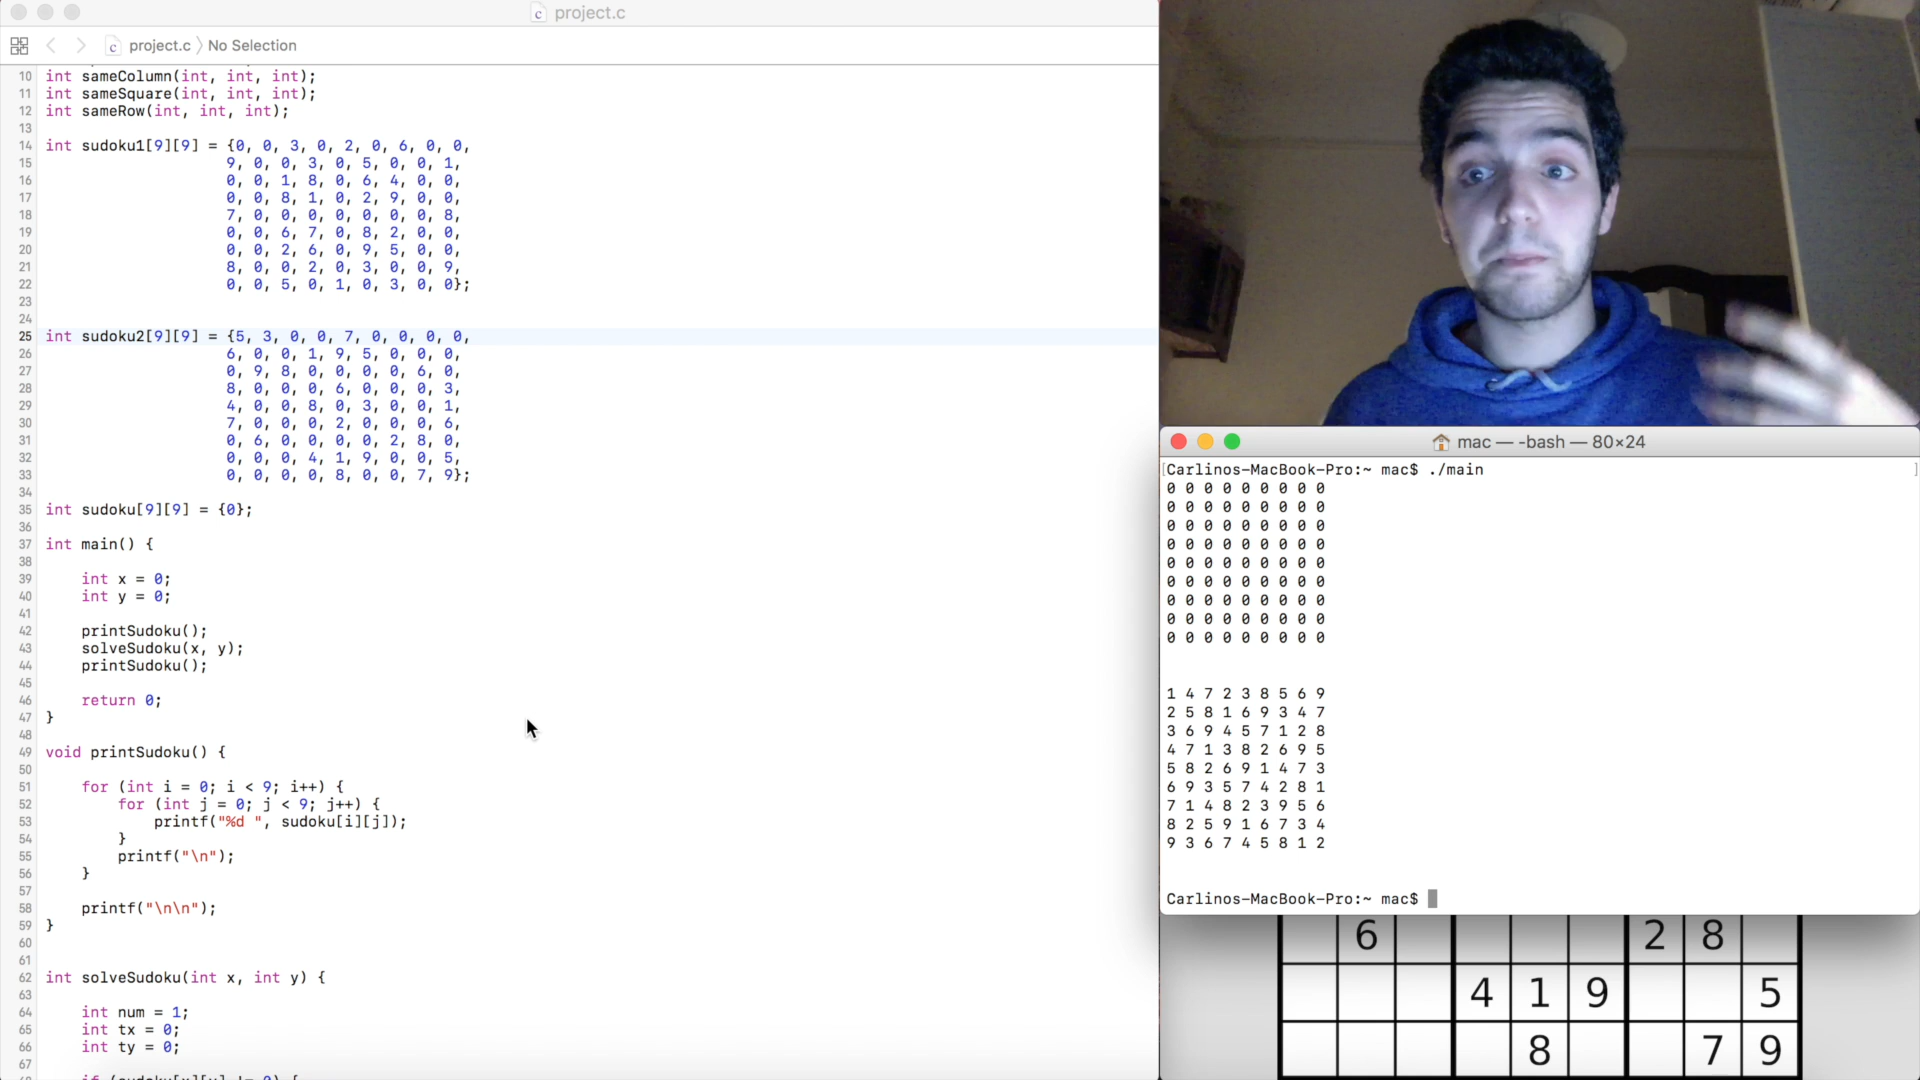 project.c
project.c 〉 No Selection
10 int sameColumn(int, int, int);
11 int sameSquare(int, int, int);
12 int sameRow(int, int, int);
13
14 int sudoku1[9][9] = {0, 0, 3, 0, 2, 0, 6, 0, 0,
15 9, 0, 0, 3, 0, 5, 0, 0, 1,
16 0, 0, 1, 8, 0, 6, 4, 0, 0,
17 0, 0, 8, 1, 0, 2, 9, 0, 0,
18 7, 0, 0, 0, 0, 0, 0, 0, 8,
19 0, 0, 6, 7, 0, 8, 2, 0, 0,
20 0, 0, 2, 6, 0, 9, 5, 0, 0,
21 8, 0, 0, 2, 0, 3, 0, 0, 9,
22 0, 0, 5, 0, 1, 0, 3, 0, 0};
23
24
25 int sudoku2[9][9] = {5, 3, 0, 0, 7, 0, 0, 0, 0,
26 6, 0, 0, 1, 9, 5, 0, 0, 0,
27 0, 9, 8, 0, 0, 0, 0, 6, 0,
28 8, 0, 0, 0, 6, 0, 0, 0, 3,
29 4, 0, 0, 8, 0, 3, 0, 0, 1,
30 7, 0, 0, 0, 2, 0, 0, 0, 6,
31 0, 6, 0, 0, 0, 0, 2, 8, 0,
32 0, 0, 0, 4, 1, 9, 0, 0, 5,
33 0, 0, 0, 0, 8, 0, 0, 7, 9};
34
35 int sudoku[9][9] = {0};
36
37 int main() {
38
39 int x = 0;
40 int y = 0;
41
42 printSudoku();
43 solveSudoku(x, y);
44 printSudoku();
45
46 return 0;
47 }
48
49 void printSudoku() {
50
51 for (int i = 0; i < 9; i++) {
52 for (int j = 0; j < 9; j++) {
53 printf("%d ", sudoku[i][j]);
54 }
55 printf("\n");
56 }
57
58 printf("\n\n");
59 }
60
61
62 int solveSudoku(int x, int y) {
63
64 int num = 1;
65 int tx = 0;
66 int ty = 0;
67
mac — -bash — 80×24
[Carlinos-MacBook-Pro:~ mac$ ./main ]
0 0 0 0 0 0 0 0 0
0 0 0 0 0 0 0 0 0
0 0 0 0 0 0 0 0 0
0 0 0 0 0 0 0 0 0
0 0 0 0 0 0 0 0 0
0 0 0 0 0 0 0 0 0
0 0 0 0 0 0 0 0 0
0 0 0 0 0 0 0 0 0
0 0 0 0 0 0 0 0 0
1 4 7 2 3 8 5 6 9
2 5 8 1 6 9 3 4 7
3 6 9 4 5 7 1 2 8
4 7 1 3 8 2 6 9 5
5 8 2 6 9 1 4 7 3
6 9 3 5 7 4 2 8 1
7 1 4 8 2 3 9 5 6
8 2 5 9 1 6 7 3 4
9 3 6 7 4 5 8 1 2
Carlinos-MacBook-Pro:~ mac$
6 2 8
4 1 9 5
8 7 9